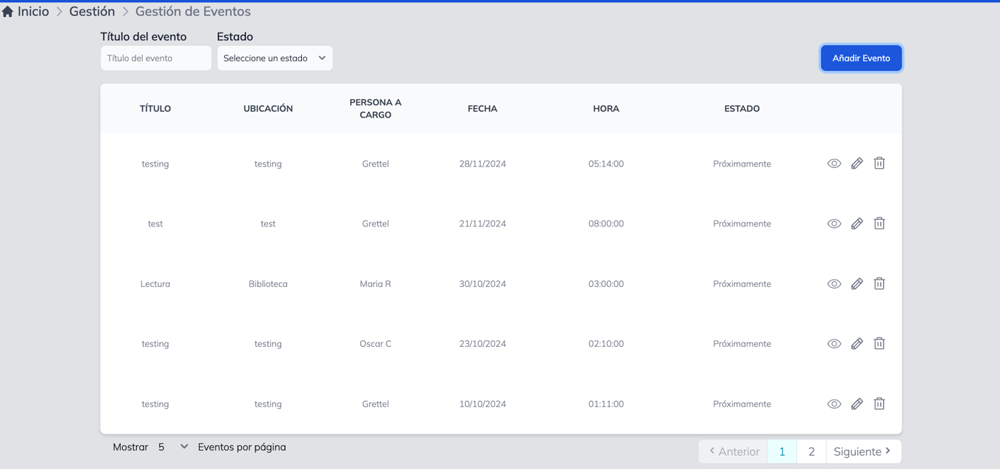 Inicio > Gestión > Gestión de Eventos
Título del evento Estado
Título del evento Seleccione un estado Añadir Evento
TÍTULO UBICACIÓN PERSONA A CARGO FECHA HORA ESTADO
testing testing Grettel 28/11/2024 05:14:00 Próximamente
test test Grettel 21/11/2024 08:00:00 Próximamente
Lectura Biblioteca Maria R 30/10/2024 03:00:00 Próximamente
testing testing Oscar C 23/10/2024 02:10:00 Próximamente
testing testing Grettel 10/10/2024 01:11:00 Próximamente
Mostrar 5 Eventos por página
Anterior 1 2 Siguiente